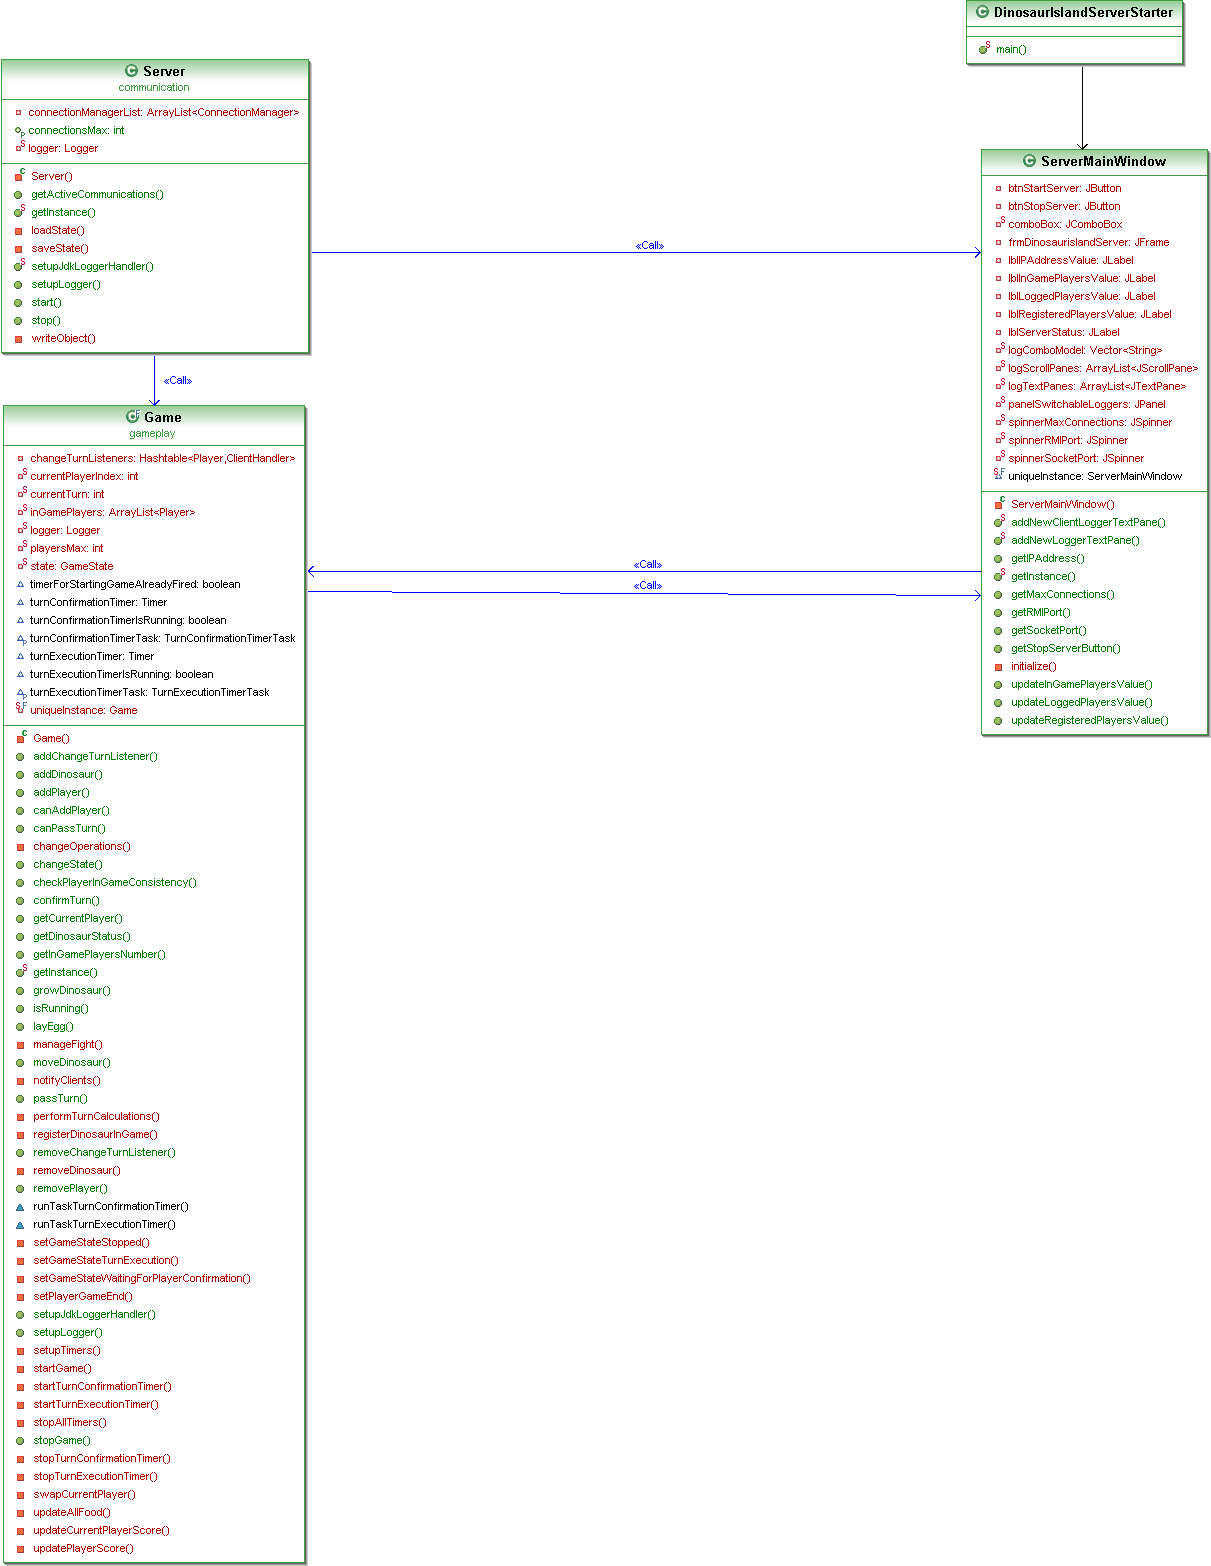 DinosaurIslandServerStarter
main()
Server
communication
connectionManagerList: ArrayList<ConnectionManager>
connectionsMax: int
logger: Logger
Server()
getActiveCommunications()
getInstance()
loadState()
saveState()
setupJdkLoggerHandler()
setupLogger()
start()
stop()
writeObject()
«Call»
«Call»
ServerMainWindow
btnStartServer: JButton
btnStopServer: JButton
comboBox: JComboBox
frmDinosaurislandServer: JFrame
lblIPAddressValue: JLabel
lblInGamePlayersValue: JLabel
lblLoggedPlayersValue: JLabel
lblRegisteredPlayersValue: JLabel
lblServerStatus: JLabel
logComboModel: Vector<String>
logScrollPanes: ArrayList<JScrollPane>
logTextPanes: ArrayList<JTextPane>
panelSwitchableLoggers: JPanel
spinnerMaxConnections: JSpinner
spinnerRMIPort: JSpinner
spinnerSocketPort: JSpinner
uniqueInstance: ServerMainWindow
ServerMainWindow()
addNewClientLoggerTextPane()
addNewLoggerTextPane()
getIPAddress()
getInstance()
getMaxConnections()
getRMIPort()
getSocketPort()
getStopServerButton()
initialize()
updateInGamePlayersValue()
updateLoggedPlayersValue()
updateRegisteredPlayersValue()
«Call»
«Call»
Game
gameplay
changeTurnListeners: Hashtable<Player,ClientHandler>
currentPlayerIndex: int
currentTurn: int
inGamePlayers: ArrayList<Player>
logger: Logger
playersMax: int
state: GameState
timerForStartingGameAlreadyFired: boolean
turnConfirmationTimer: Timer
turnConfirmationTimerIsRunning: boolean
turnConfirmationTimerTask: TurnConfirmationTimerTask
turnExecutionTimer: Timer
turnExecutionTimerIsRunning: boolean
turnExecutionTimerTask: TurnExecutionTimerTask
uniqueInstance: Game
Game()
addChangeTurnListener()
addDinosaur()
addPlayer()
canAddPlayer()
canPassTurn()
changeOperations()
changeState()
checkPlayerInGameConsistency()
confirmTurn()
getCurrentPlayer()
getDinosaurStatus()
getInGamePlayersNumber()
getInstance()
growDinosaur()
isRunning()
layEgg()
manageFight()
moveDinosaur()
notifyClients()
passTurn()
performTurnCalculations()
registerDinosaurInGame()
removeChangeTurnListener()
removeDinosaur()
removePlayer()
runTaskTurnConfirmationTimer()
runTaskTurnExecutionTimer()
setGameStateStopped()
setGameStateTurnExecution()
setGameStateWaitingForPlayerConfirmation()
setPlayerGameEnd()
setupJdkLoggerHandler()
setupLogger()
setupTimers()
startGame()
startTurnConfirmationTimer()
startTurnExecutionTimer()
stopAllTimers()
stopGame()
stopTurnConfirmationTimer()
stopTurnExecutionTimer()
swapCurrentPlayer()
updateAllFood()
updateCurrentPlayerScore()
updatePlayerScore()